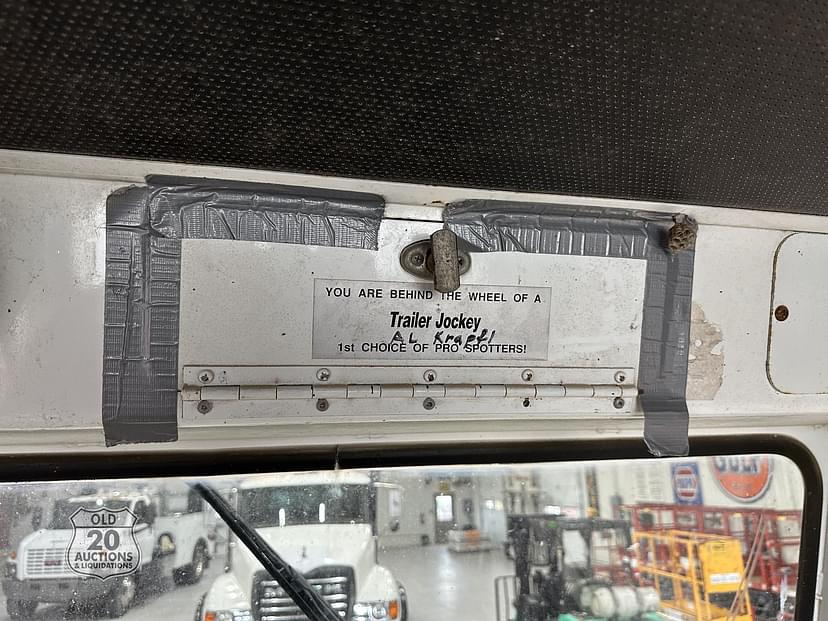 YOU ARE BEHIND THE WHEEL OF A
Trailer Jockey
AL Krapfl
1st CHOICE OF PRO SPOTTERS!
GULF
OLD
20
AUCTIONS
& LIQUIDATIONS